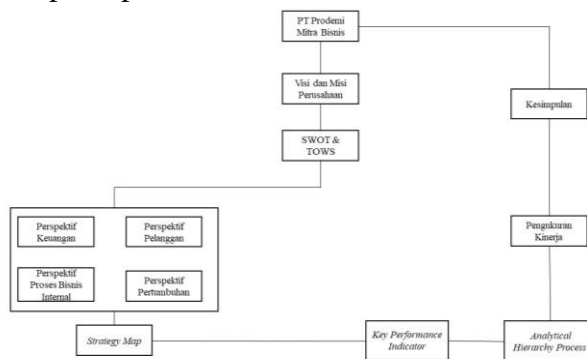 PT Prodemi
Mitra Bisnis
Visi dan Misi
Perusahaan
Kesimpulan
SWOT &
TOWS
Perspektif
Keuangan
Perspektif
Pelanggan
Pengukuran
Kinerja
Perspektif
Proses Bisnis
Internal
Perspektif
Pertumbuhan
Strategy Map
Key Performance
Indicator
Analytical
Hierarchy Process